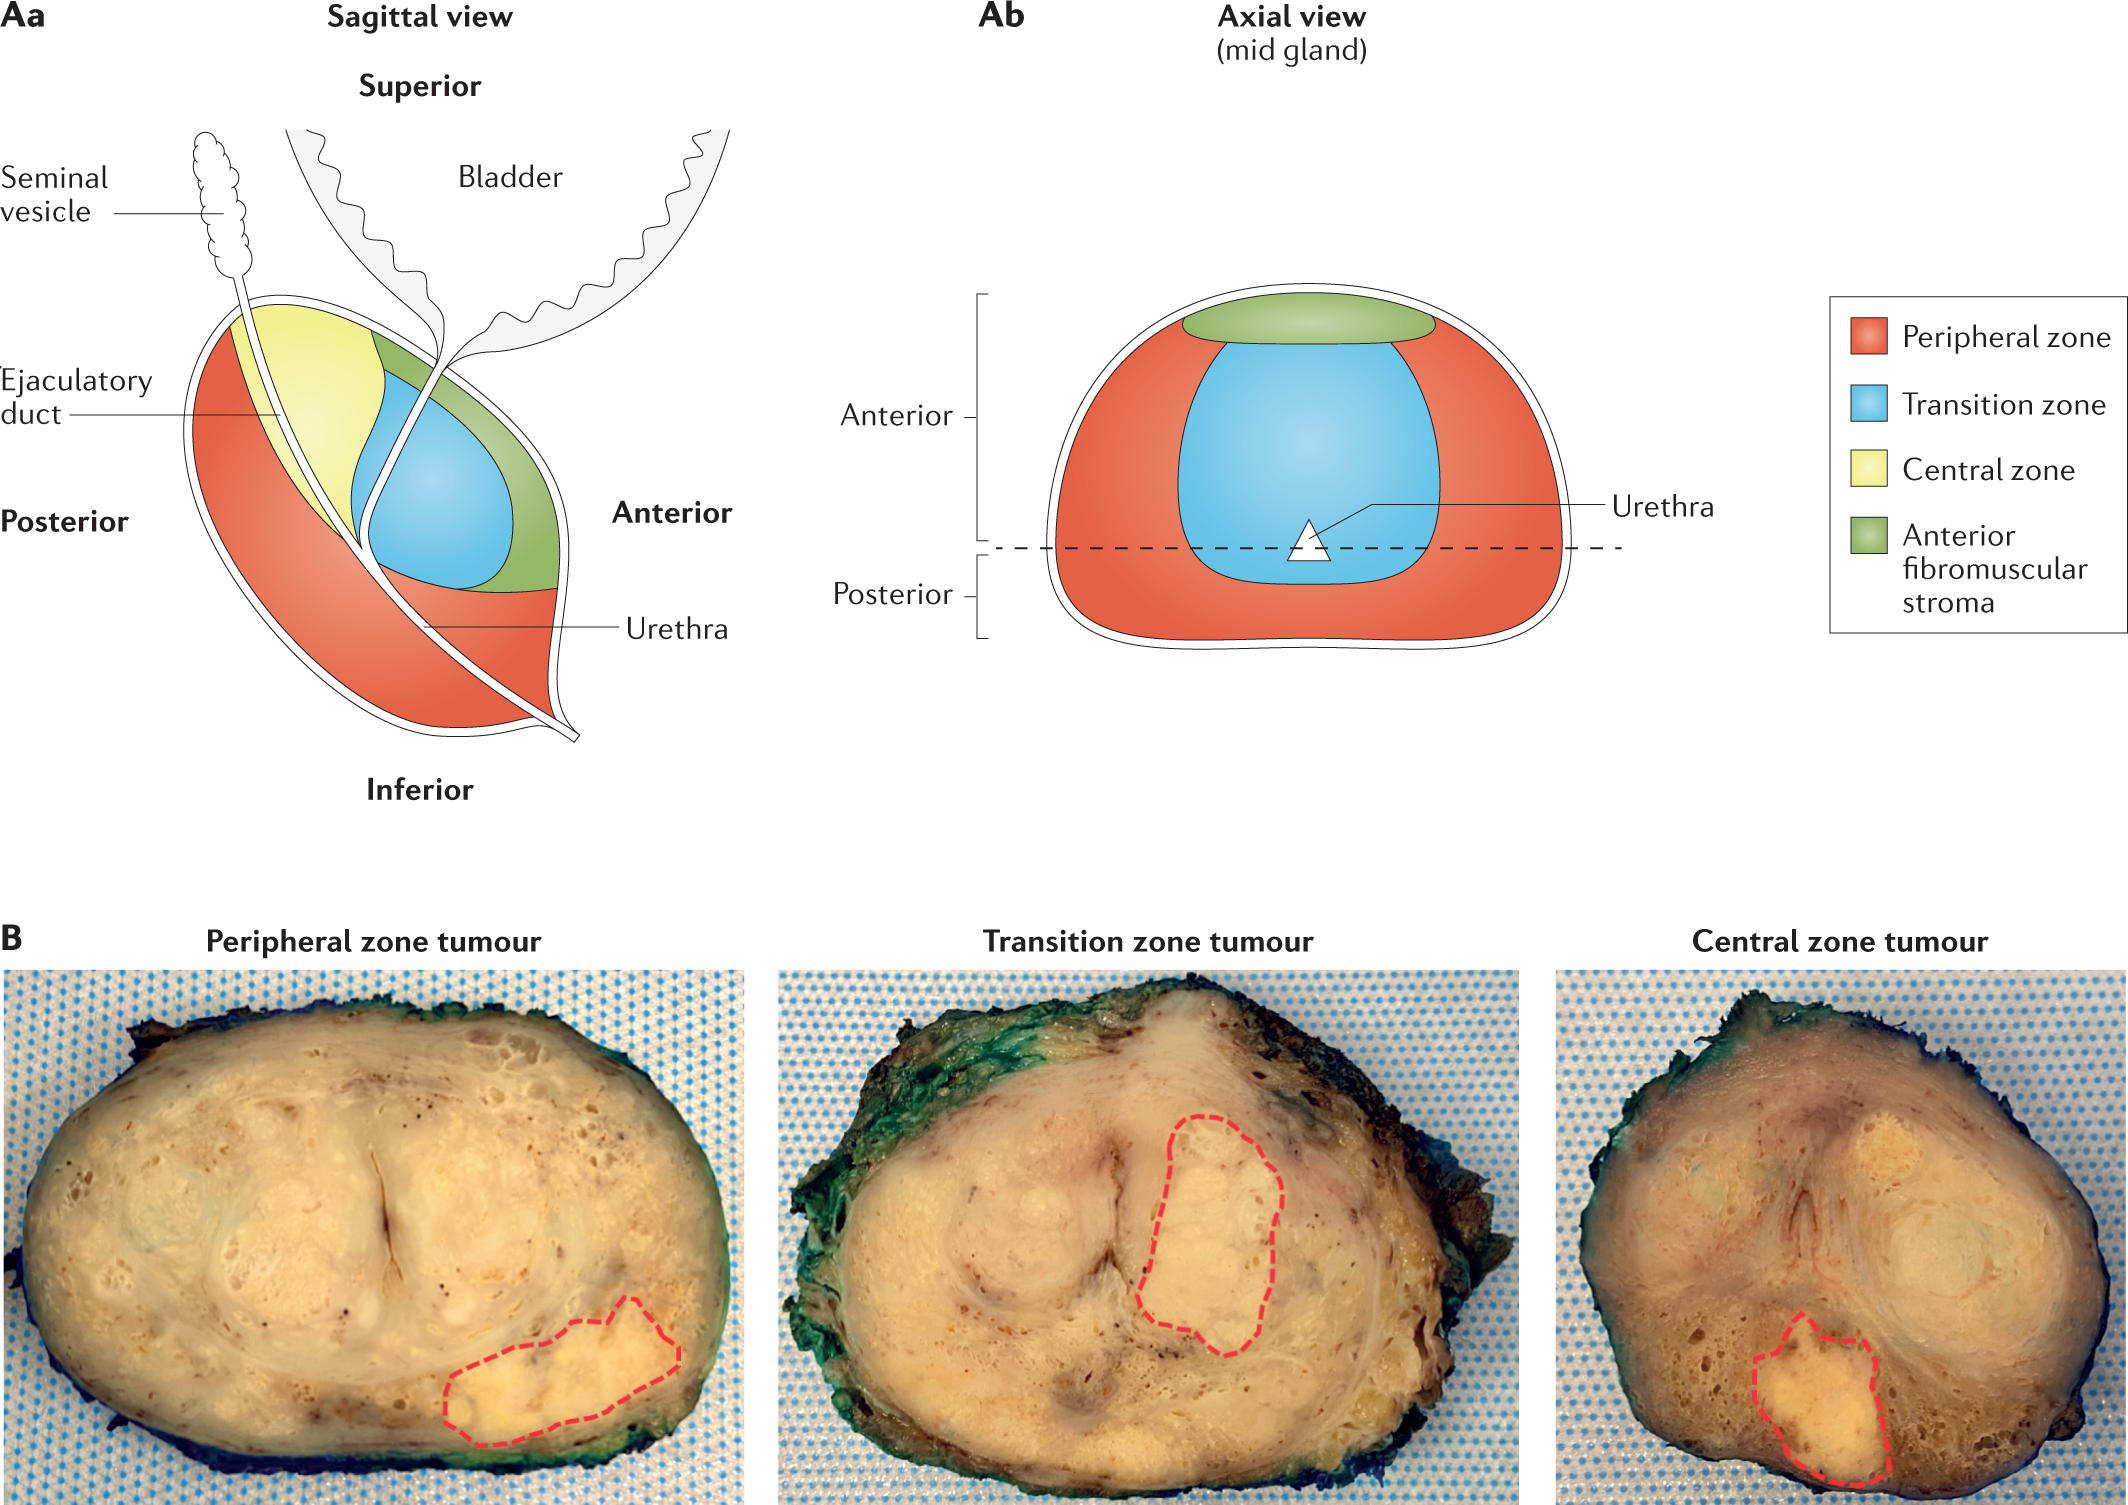 Aa
Sagittal view
Superior
Seminal
vesicle
Bladder
Ejaculatory
duct
Posterior
Anterior
Urethra
Inferior
Ab
Axial view
(mid gland)
Anterior
Posterior
Urethra
Peripheral zone
Transition zone
Central zone
Anterior
fibromuscular
stroma
B
Peripheral zone tumour
Transition zone tumour
Central zone tumour